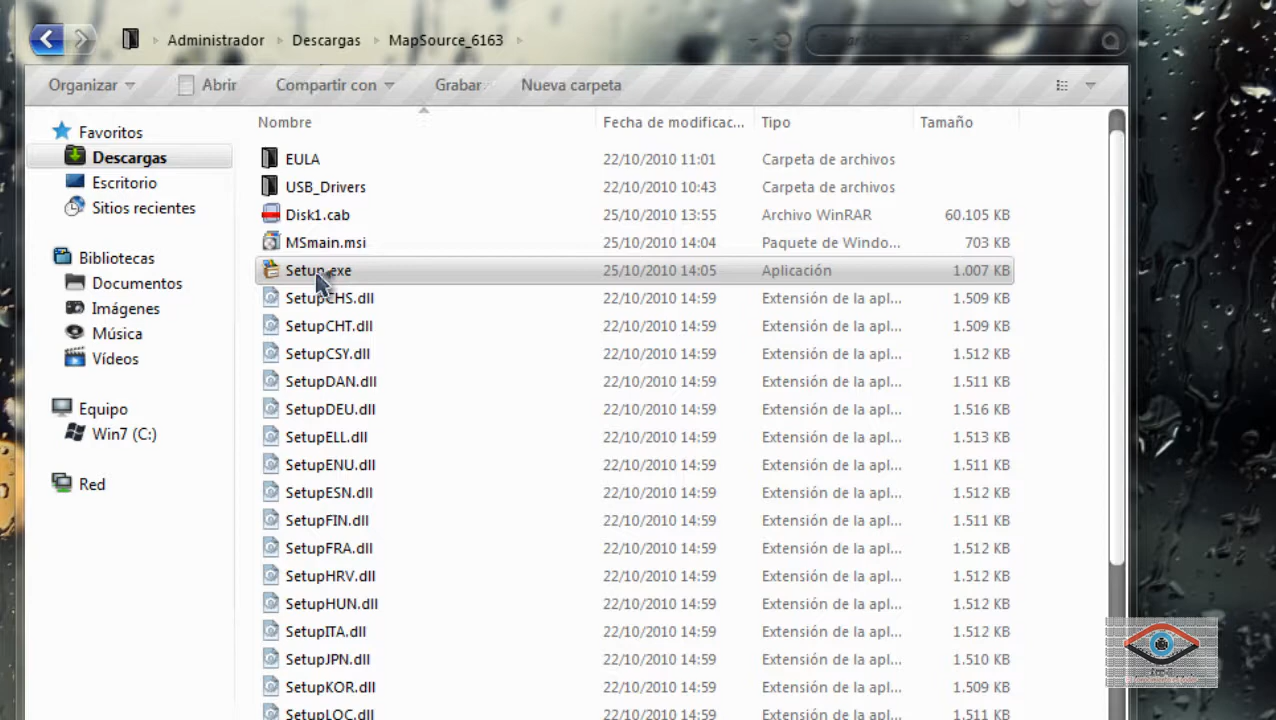 Administrador Descargas MapSource_6163
Organizar Abrir Compartir con Grabar Nueva carpeta
Nombre Fecha de modificac... Tipo Tamaño
Favoritos
Descargas
Escritorio
Sitios recientes
Bibliotecas
Documentos
Imágenes
Música
Vídeos
Equipo
Win7 (C:)
Red
EULA 22/10/2010 11:01 Carpeta de archivos
USB_Drivers 22/10/2010 10:43 Carpeta de archivos
Disk1.cab 25/10/2010 13:55 Archivo WinRAR 60.105 KB
MSmain.msi 25/10/2010 14:04 Paquete de Windo... 703 KB
Setup.exe 25/10/2010 14:05 Aplicación 1.007 KB
SetupCHS.dll 22/10/2010 14:59 Extensión de la apl... 1.509 KB
SetupCHT.dll 22/10/2010 14:59 Extensión de la apl... 1.509 KB
SetupCSY.dll 22/10/2010 14:59 Extensión de la apl... 1.512 KB
SetupDAN.dll 22/10/2010 14:59 Extensión de la apl... 1.511 KB
SetupDEU.dll 22/10/2010 14:59 Extensión de la apl... 1.516 KB
SetupELL.dll 22/10/2010 14:59 Extensión de la apl... 1.513 KB
SetupENU.dll 22/10/2010 14:59 Extensión de la apl... 1.511 KB
SetupESN.dll 22/10/2010 14:59 Extensión de la apl... 1.512 KB
SetupFIN.dll 22/10/2010 14:59 Extensión de la apl... 1.511 KB
SetupFRA.dll 22/10/2010 14:59 Extensión de la apl... 1.512 KB
SetupHRV.dll 22/10/2010 14:59 Extensión de la apl... 1.512 KB
SetupHUN.dll 22/10/2010 14:59 Extensión de la apl... 1.512 KB
SetupITA.dll 22/10/2010 14:59 Extensión de la apl... 1.512 KB
SetupJPN.dll 22/10/2010 14:59 Extensión de la apl... 1.510 KB
SetupKOR.dll 22/10/2010 14:59 Extensión de la apl... 1.509 KB
SetupLOC.dll 22/10/2010 14:59 Extensión de la apl... 1.511 KB